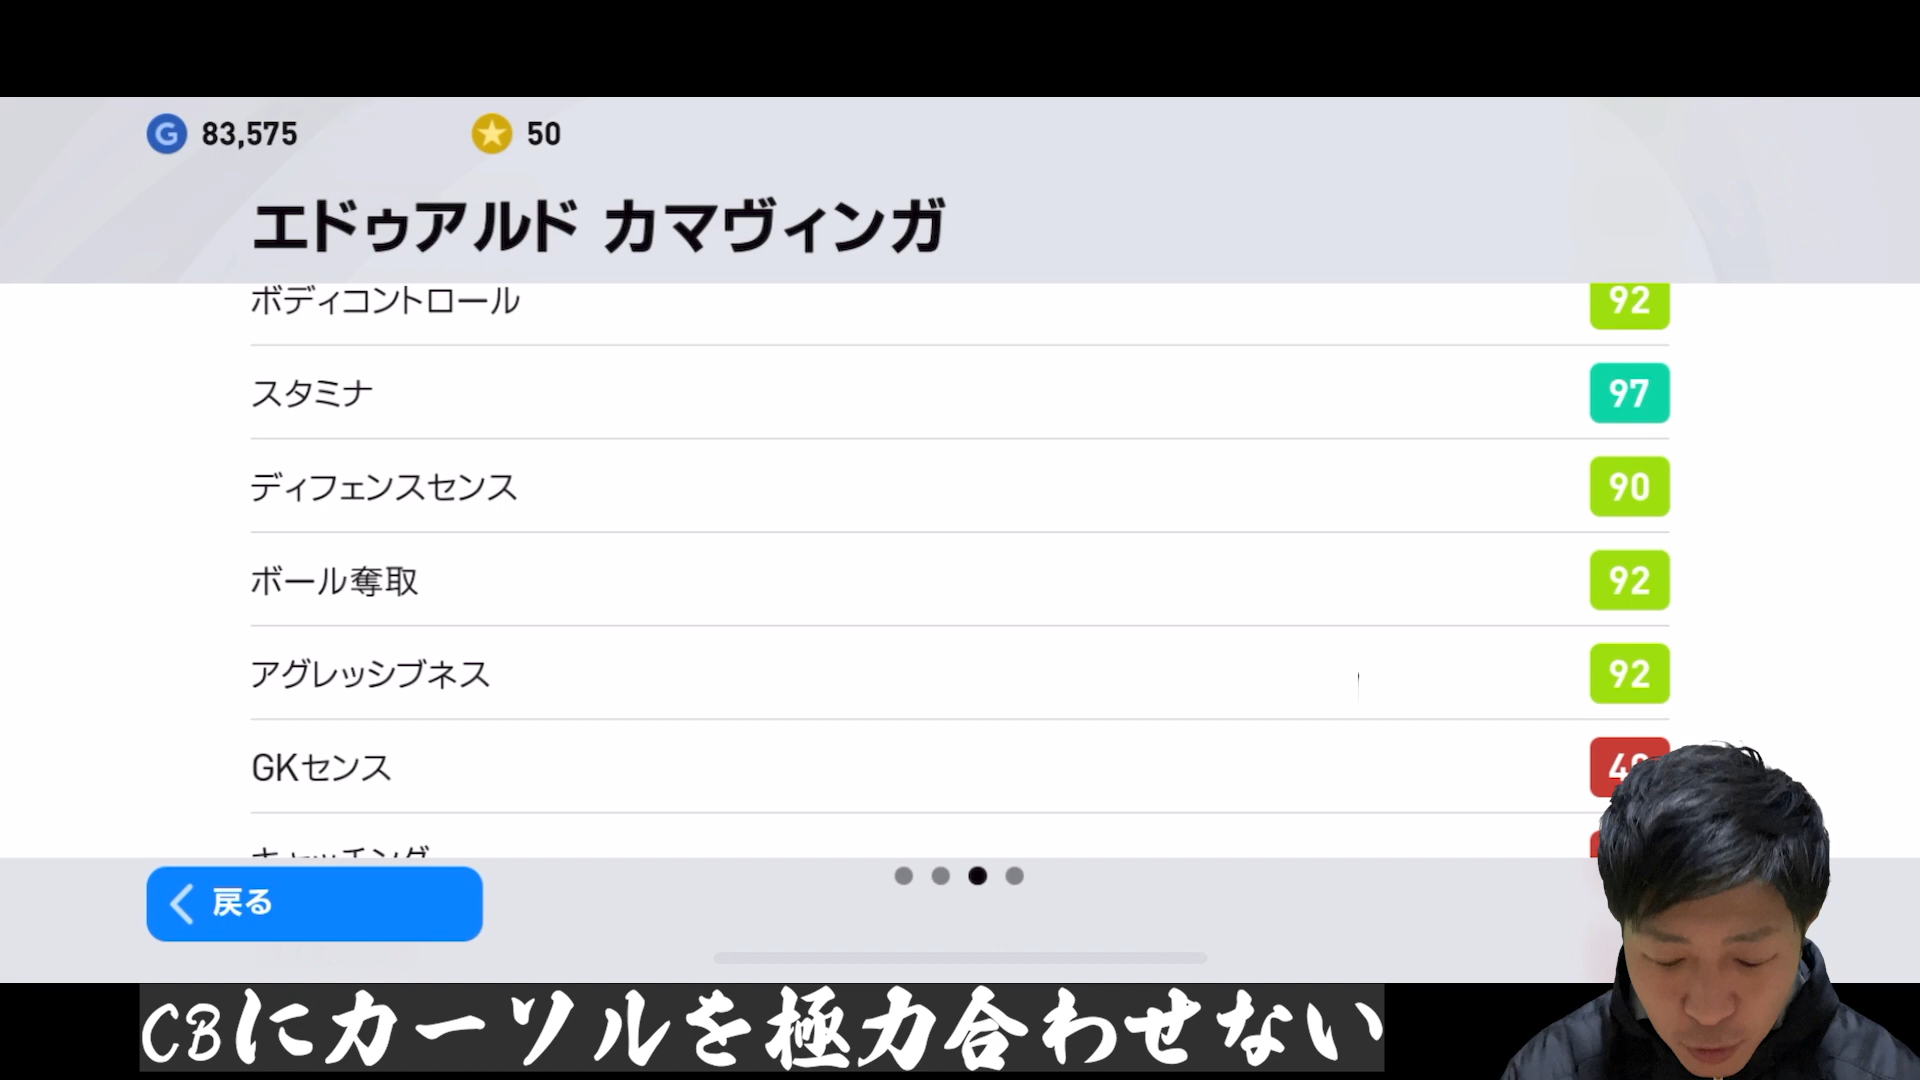 G 83,575 50
エドゥアルド カマヴィンガ
ボディコントロール 92
スタミナ 97
ディフェンスセンス 90
ボール奪取 92
アグレッシブネス 92
GKセンス
戻る
CBにカーソルを極力合わせない